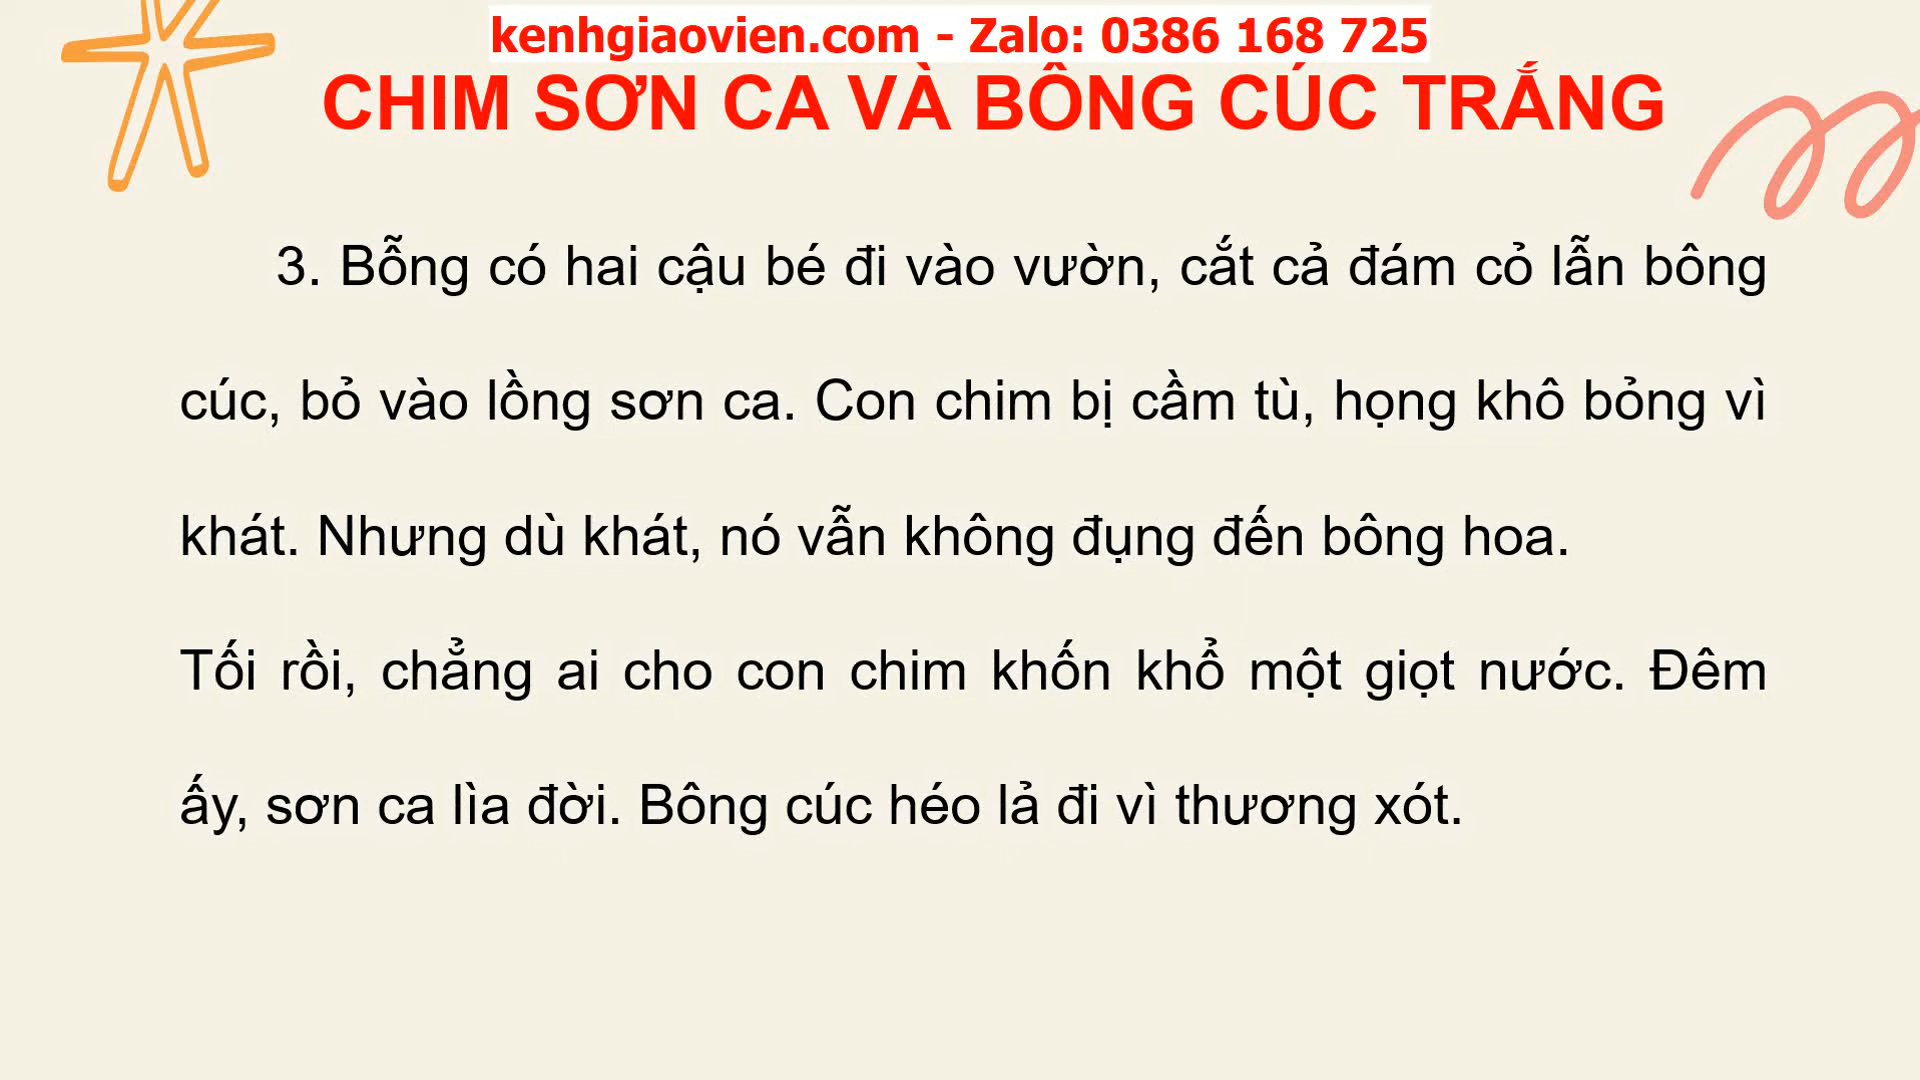 kenhgiaovien.com - Zalo: 0386 168 725
CHIM SƠN CA VÀ BÔNG CÚC TRẮNG
3. Bỗng có hai cậu bé đi vào vườn, cắt cả đám cỏ lẫn bông
cúc, bỏ vào lồng sơn ca. Con chim bị cầm tù, họng khô bỏng vì
khát. Nhưng dù khát, nó vẫn không đụng đến bông hoa.
Tối rồi, chẳng ai cho con chim khốn khổ một giọt nước. Đêm
ấy, sơn ca lìa đời. Bông cúc héo lả đi vì thương xót.